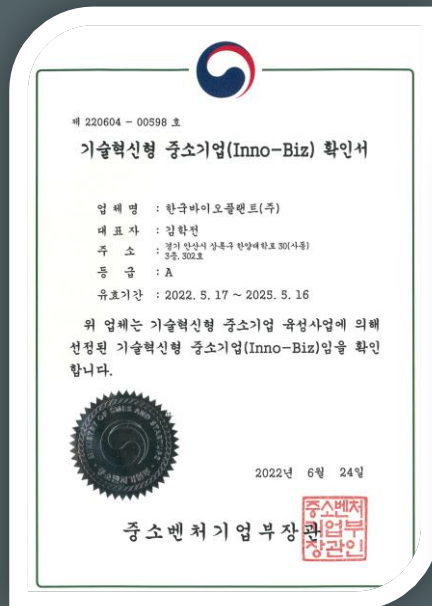 제 220604 - 00598 호
기술혁신형 중소기업(Inno-Biz) 확인서
업 체 명 : 한국바이오플랜트(주)
대 표 자 : 김학전
주 소 : 경기 안산시 상록구 한양대학로 30(사동)
3층, 302호
등 급 : A
유효기간 : 2022. 5. 17 ~ 2025. 5. 16
위 업체는 기술혁신형 중소기업 육성사업에 의해
선정된 기술혁신형 중소기업(Inno-Biz)임을 확인
합니다.
MINISTRY OF SMES AND STARTUPS
2022년 6월 24일
중소벤처기업부장관
중소벤처
기업부
장관인